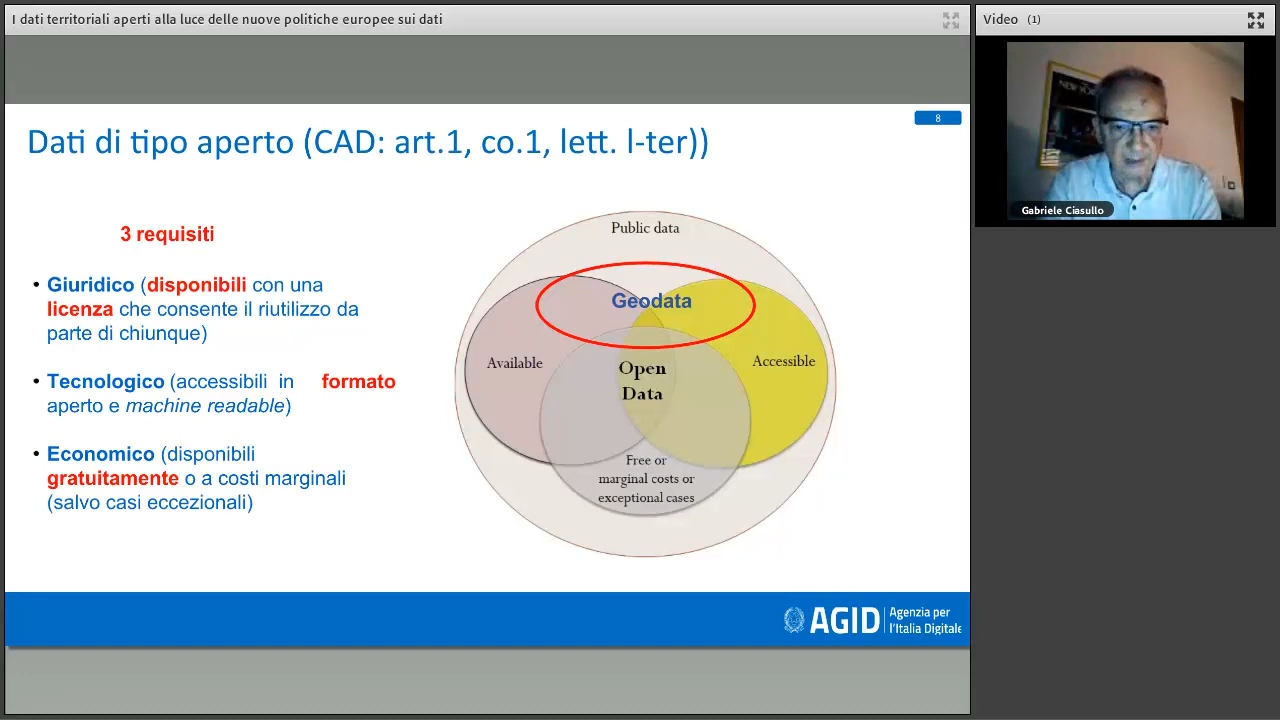 I dati territoriali aperti alla luce delle nuove politiche europee sui dati
Video (1)
8
Dati di tipo aperto (CAD: art.1, co.1, lett. l-ter))
NEW YORK
Gabriele Ciasullo
3 requisiti
• Giuridico (disponibili con una
licenza che consente il riutilizzo da
parte di chiunque)
• Tecnologico (accessibili in formato
aperto e machine readable)
• Economico (disponibili
gratuitamente o a costi marginali
(salvo casi eccezionali)
Public data
Geodata
Available
Accessible
Open
Data
Free or
marginal costs or
exceptional cases
AGID
Agenzia per
l'Italia Digitale